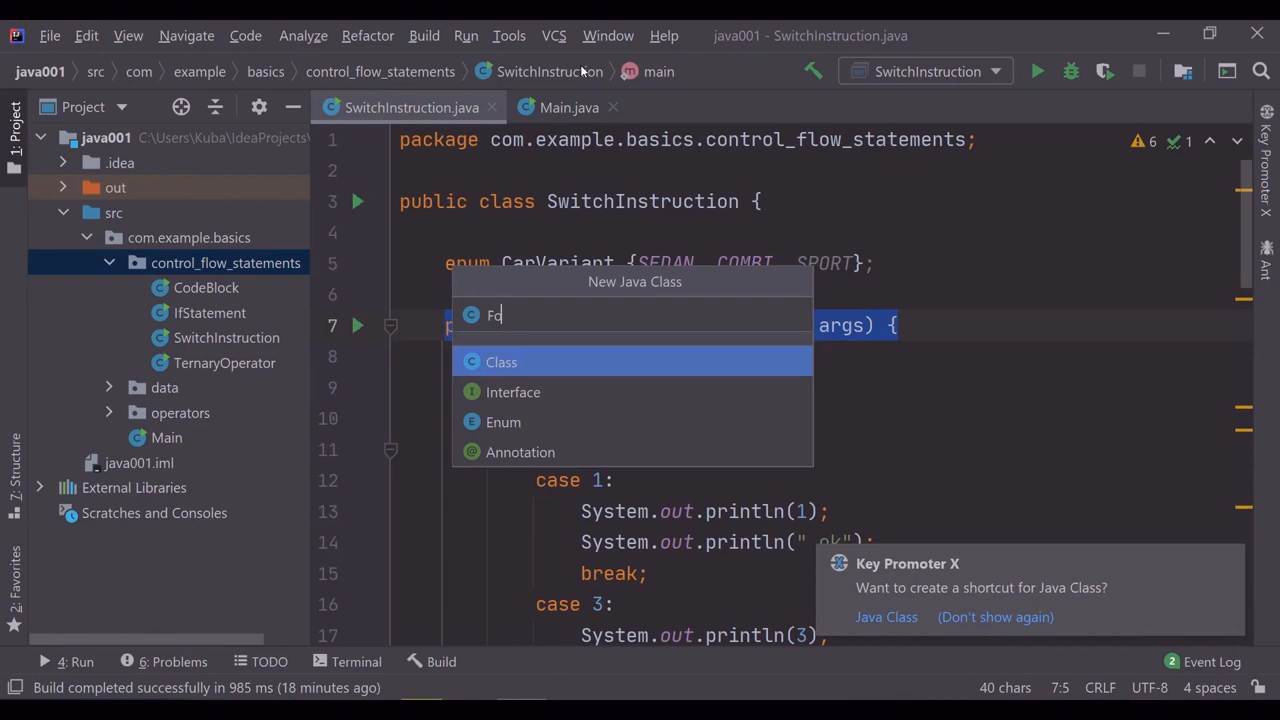 File Edit View Navigate Code Analyze Refactor Build Run Tools VCS Window Help java001 - SwitchInstruction.java
java001 src com example basics control_flow_statements SwitchInstruction main SwitchInstruction
Project SwitchInstruction.java Main.java
1: Project
7: Structure
2: Favorites
java001 C:\Users\Kuba\IdeaProjects\
.idea
out
src
com.example.basics
control_flow_statements
CodeBlock
IfStatement
SwitchInstruction
TernaryOperator
data
operators
Main
java001.iml
External Libraries
Scratches and Consoles
1 package com.example.basics.control_flow_statements;
2
3 public class SwitchInstruction {
4
5 enum CarVariant {SEDAN, COMBI, SPORT};
6
7 p args) {
8
9
10
11
12 case 1:
13 System.out.println(1);
14 System.out.println(" ok");
15 break;
16 case 3:
17 System.out.println(3);
6 1
New Java Class
Fo
Class
Interface
Enum
Annotation
Key Promoter X
Want to create a shortcut for Java Class?
Java Class (Don't show again)
Key Promoter X
Ant
4: Run 6: Problems TODO Terminal Build 2 Event Log
Build completed successfully in 985 ms (18 minutes ago) 40 chars 7:5 CRLF UTF-8 4 spaces